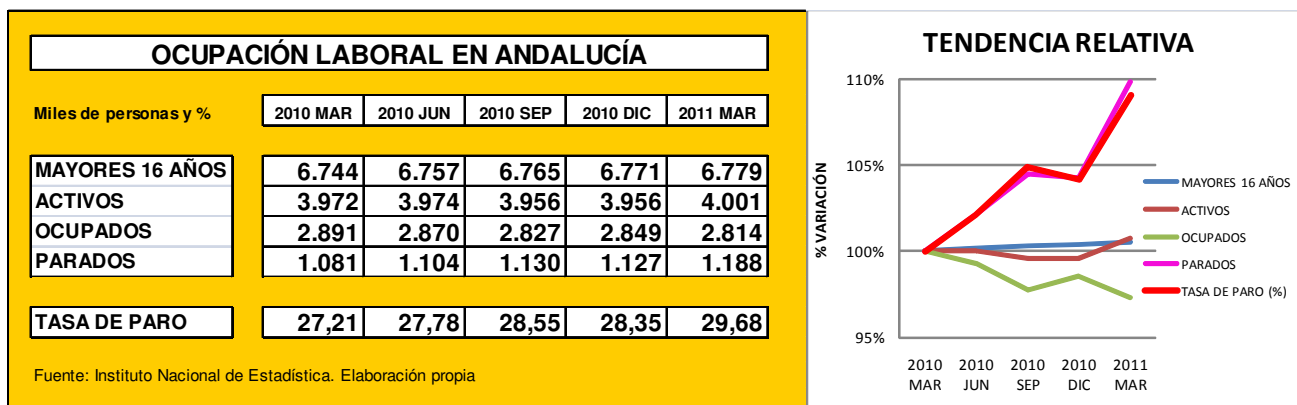 OCUPACIÓN LABORAL EN ANDALUCÍA
Miles de personas y % 2010 MAR 2010 JUN 2010 SEP 2010 DIC 2011 MAR
MAYORES 16 AÑOS 6.744 6.757 6.765 6.771 6.779
ACTIVOS 3.972 3.974 3.956 3.956 4.001
OCUPADOS 2.891 2.870 2.827 2.849 2.814
PARADOS 1.081 1.104 1.130 1.127 1.188
TASA DE PARO 27,21 27,78 28,55 28,35 29,68
Fuente: Instituto Nacional de Estadística. Elaboración propia
TENDENCIA RELATIVA
% VARIACIÓN
110%
105%
100%
95%
2010 2010 2010 2010 2011
MAR JUN SEP DIC MAR
MAYORES 16 AÑOS
ACTIVOS
OCUPADOS
PARADOS
TASA DE PARO (%)